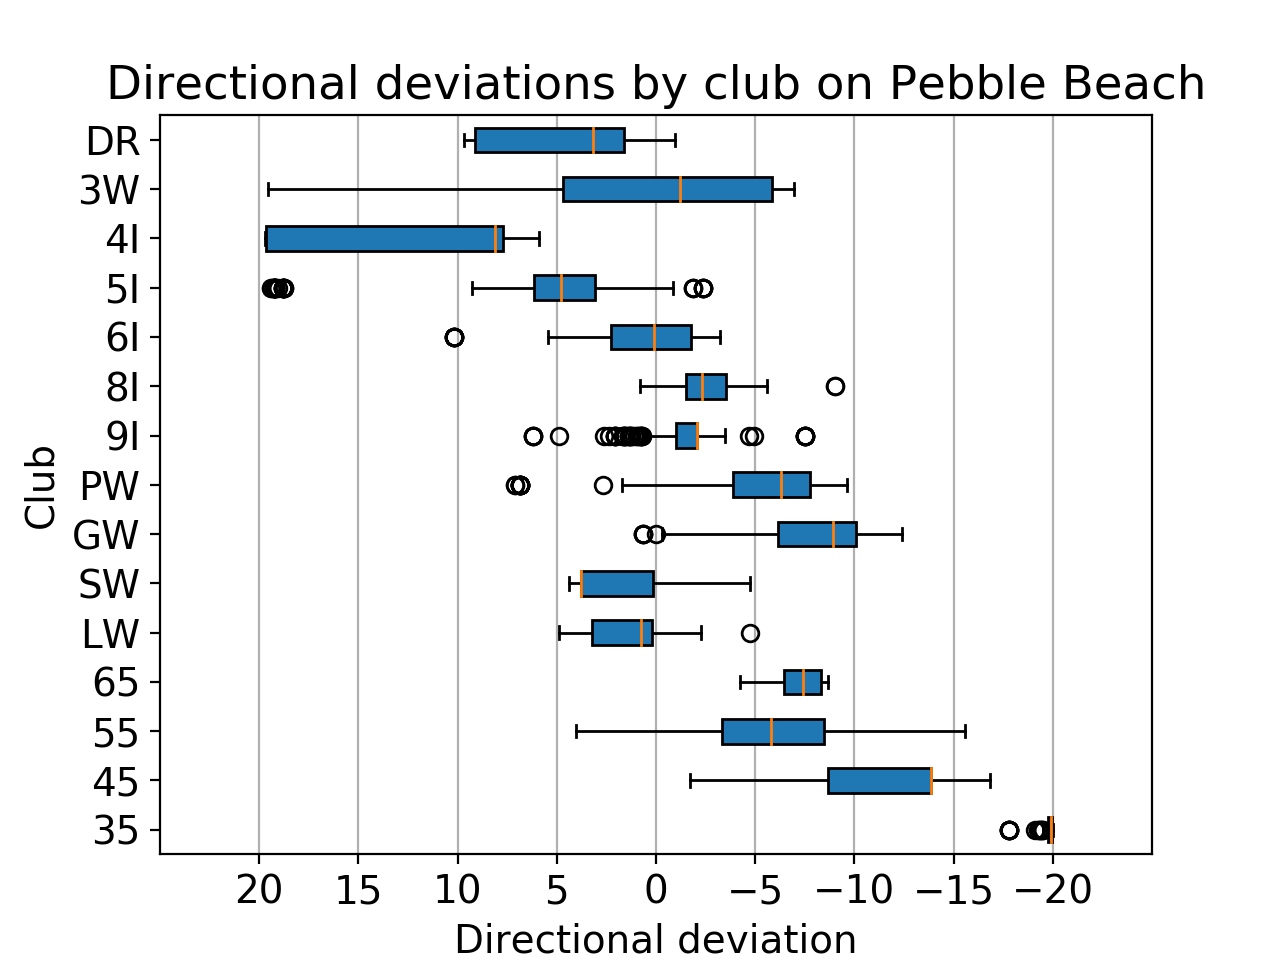 Directional deviations by club on Pebble Beach
Club
DR
3W
4I
5I
6I
8I
9I
PW
GW
SW
LW
65
55
45
35
20 15 10 5 0 −5 −10 −15 −20
Directional deviation